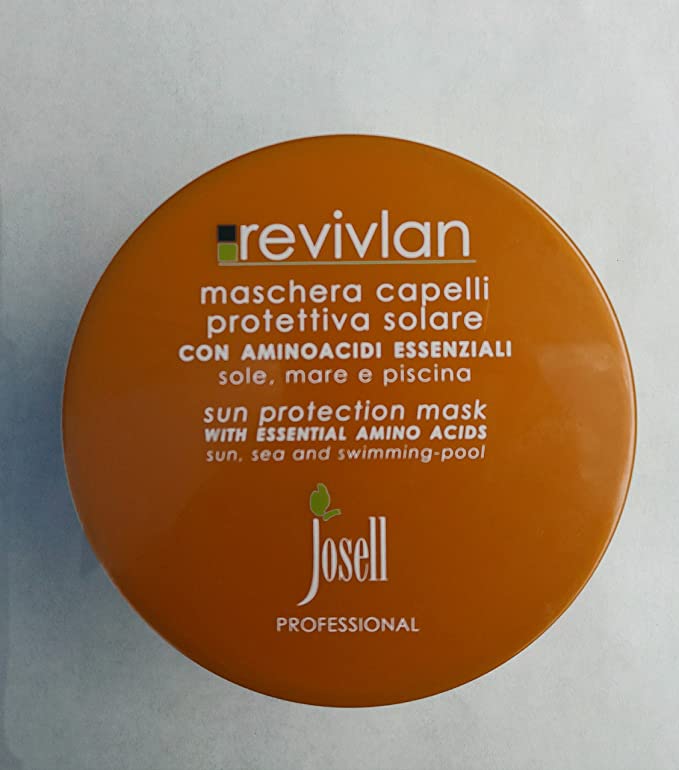 revivlan
maschera capelli
protettiva solare
CON AMINOACIDI ESSENZIALI
sole, mare e piscina
sun protection mask
WITH ESSENTIAL AMINO ACIDS
sun, sea and swimming-pool
Josell
PROFESSIONAL